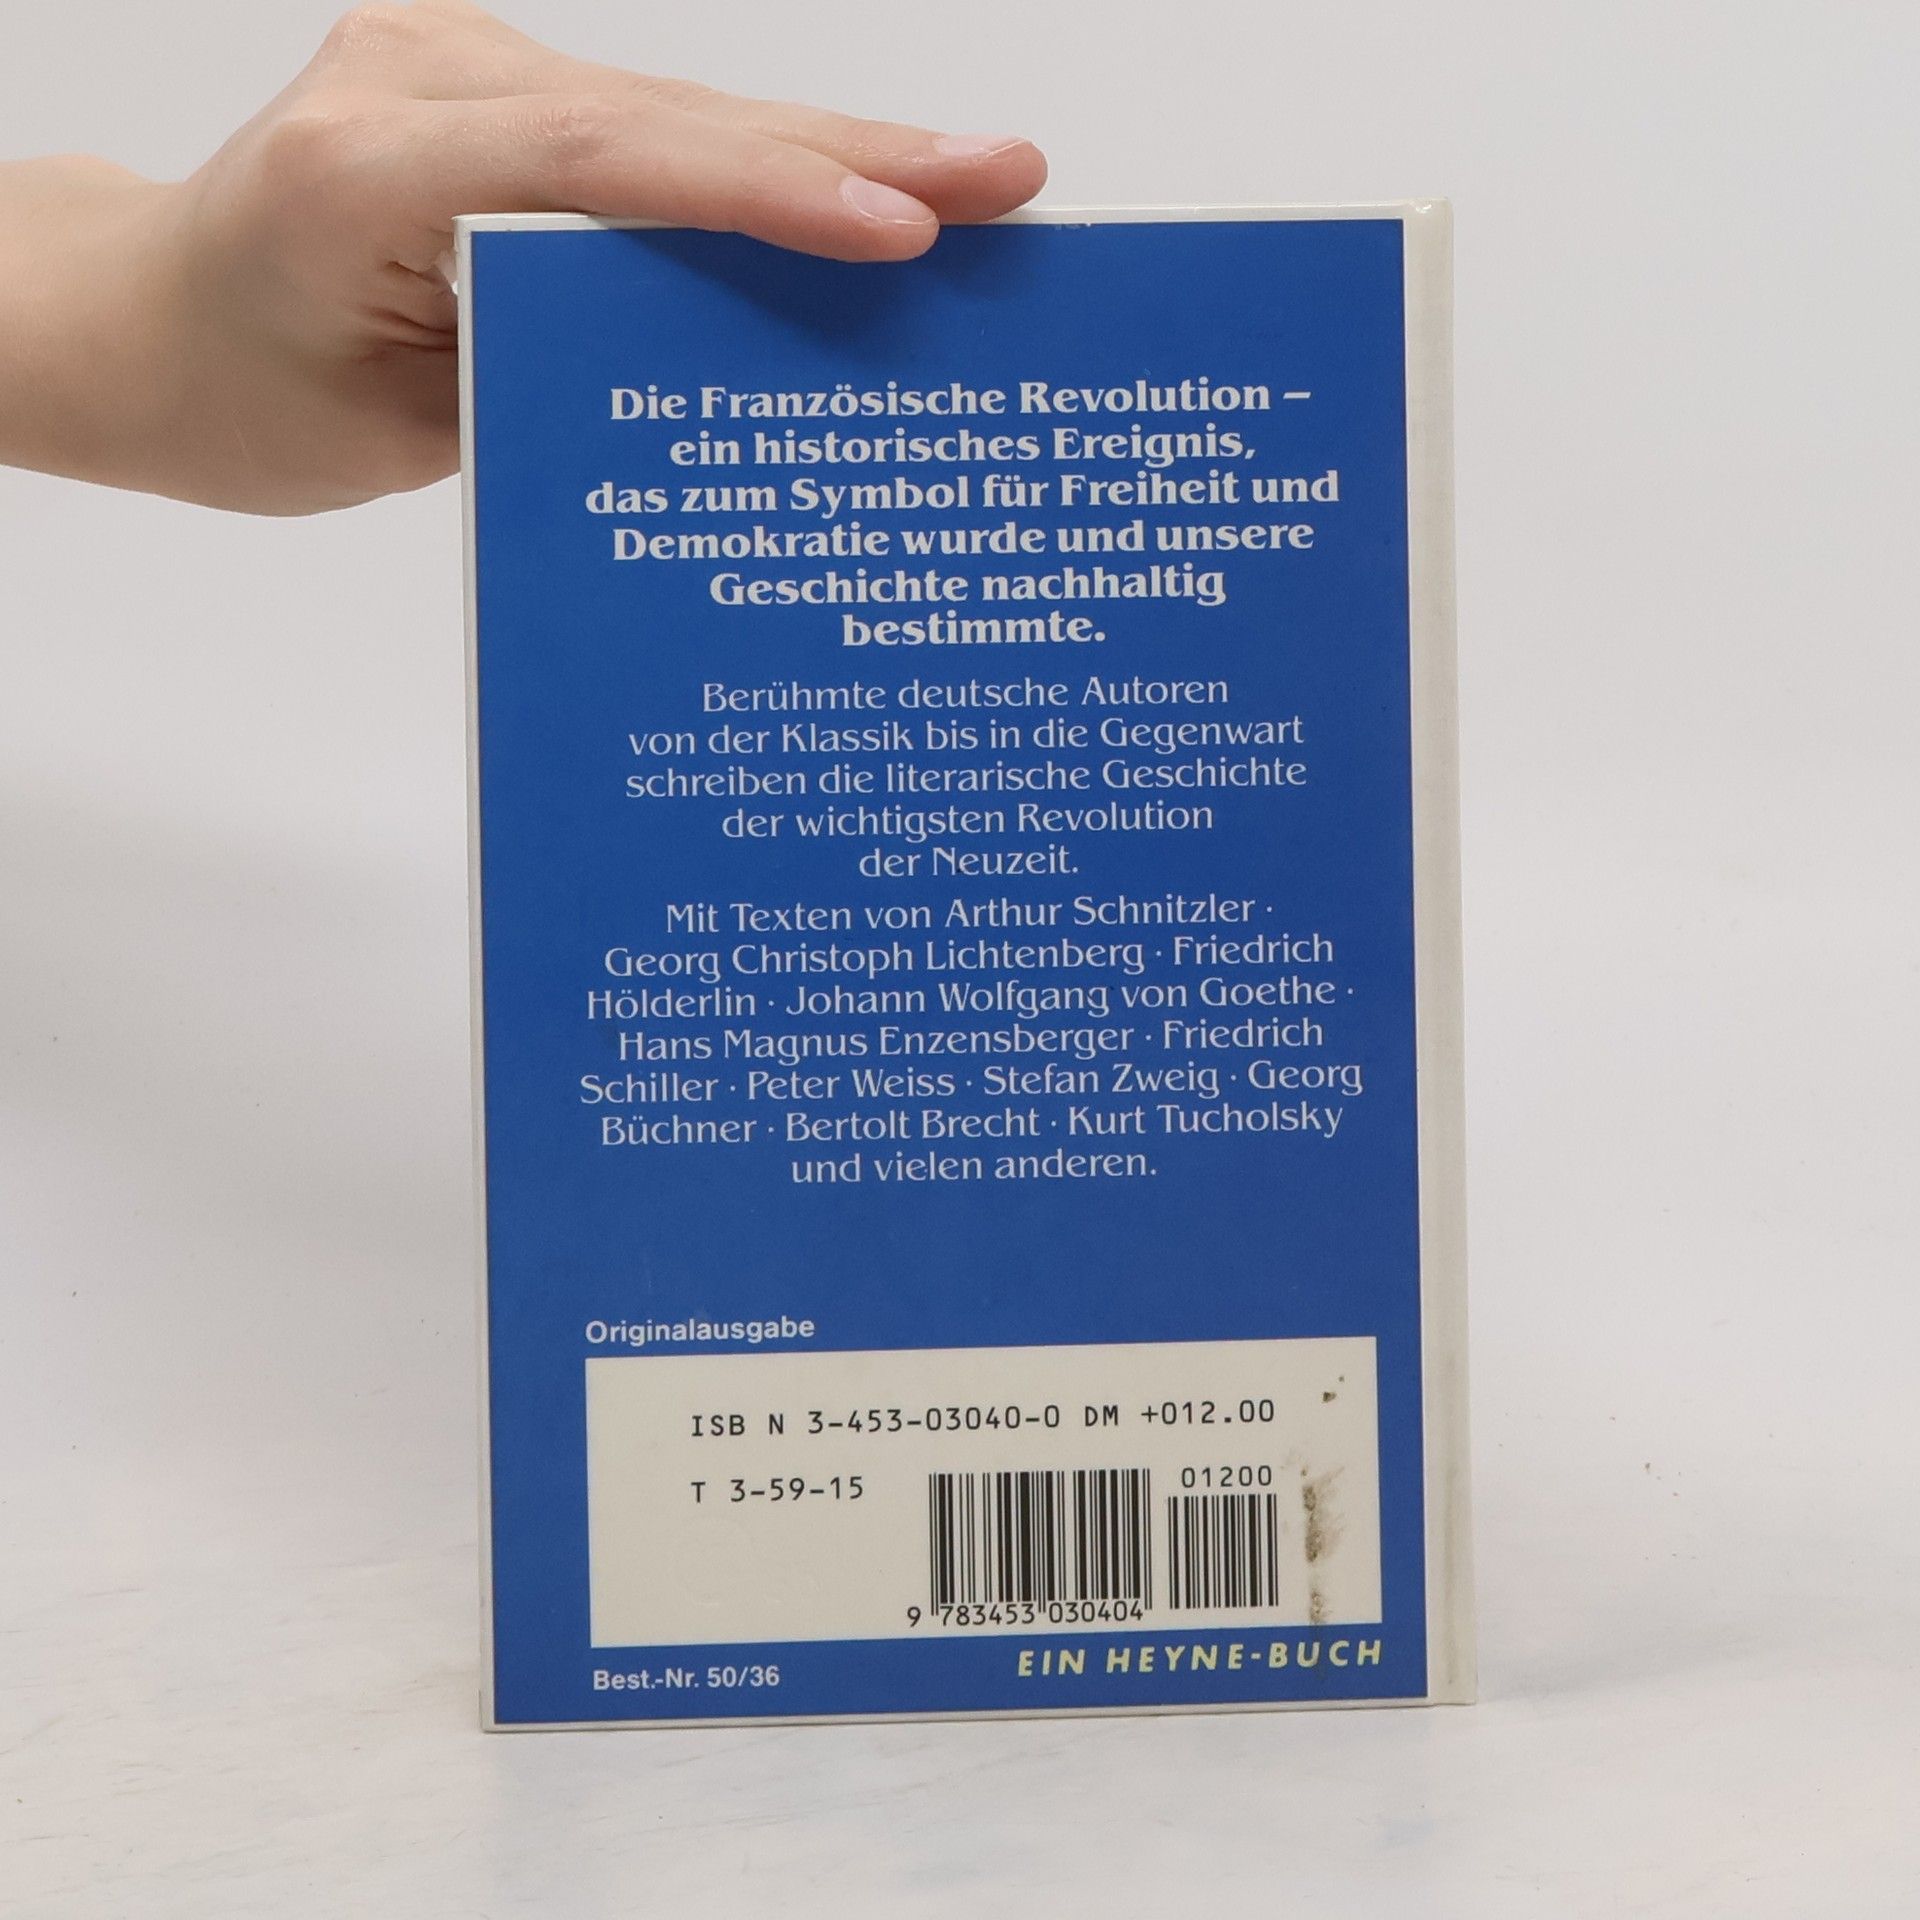 Die Französische Revolution –
ein historisches Ereignis,
das zum Symbol für Freiheit und
Demokratie wurde und unsere
Geschichte nachhaltig
bestimmte.
Berühmte deutsche Autoren
von der Klassik bis in die Gegenwart
schreiben die literarische Geschichte
der wichtigsten Revolution
der Neuzeit.
Mit Texten von Arthur Schnitzler ·
Georg Christoph Lichtenberg · Friedrich
Hölderlin · Johann Wolfgang von Goethe ·
Hans Magnus Enzensberger · Friedrich
Schiller · Peter Weiss · Stefan Zweig · Georg
Büchner · Bertolt Brecht · Kurt Tucholsky
und vielen anderen.
Originalausgabe
ISB N 3-453-03040-0 DM +012.00
T 3-59-15
01200
9 783453 030404
EIN HEYNE-BUCH
Best.-Nr. 50/36